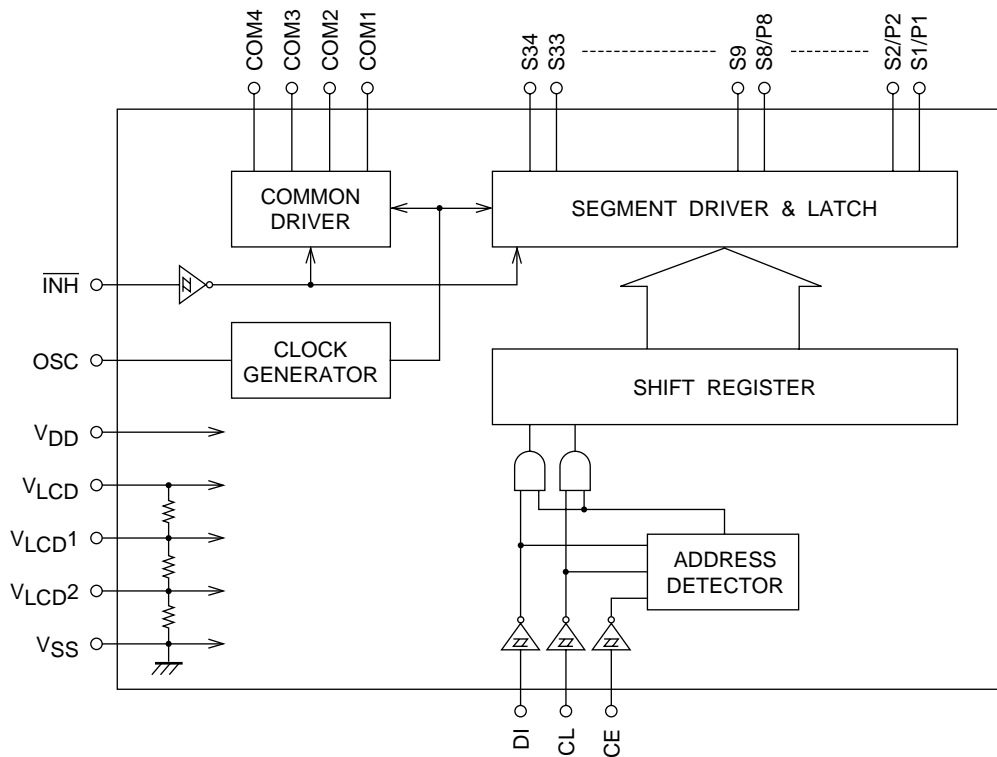 COM4
COM3
COM2
COM1
S34
S33
S9
S8/P8
S2/P2
S1/P1
COMMON
DRIVER
SEGMENT DRIVER & LATCH
INH
OSC
CLOCK
GENERATOR
SHIFT REGISTER
VDD
VLCD
VLCD1
VLCD2
VSS
ADDRESS
DETECTOR
DI
CL
CE